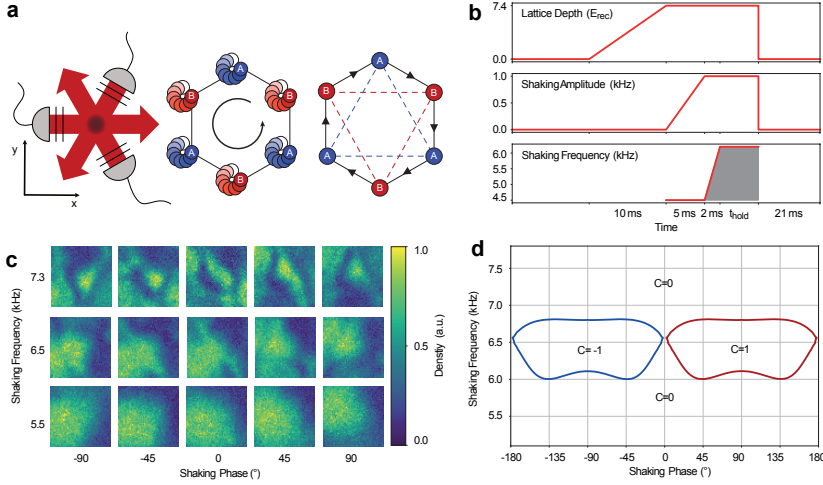 a
y
x
A
B
B
A
A
B
A
B
B
A
A
B
b
Lattice Depth (E_rec)
7.4
0.0
Shaking Amplitude (kHz)
1.0
0.0
Shaking Frequency (kHz)
6.0
5.5
5.0
4.5
10 ms
5 ms
2 ms
t_hold
21 ms
Time
c
Shaking Frequency (kHz)
7.3
6.5
5.5
-90
-45
0
45
90
Shaking Phase (°)
1.0
0.5
0.0
Density (a.u.)
d
Shaking Frequency (kHz)
7.5
7.0
6.5
6.0
5.5
C=0
C= -1
C=1
C=0
-180
-135
-90
-45
0
45
90
135
180
Shaking Phase (°)